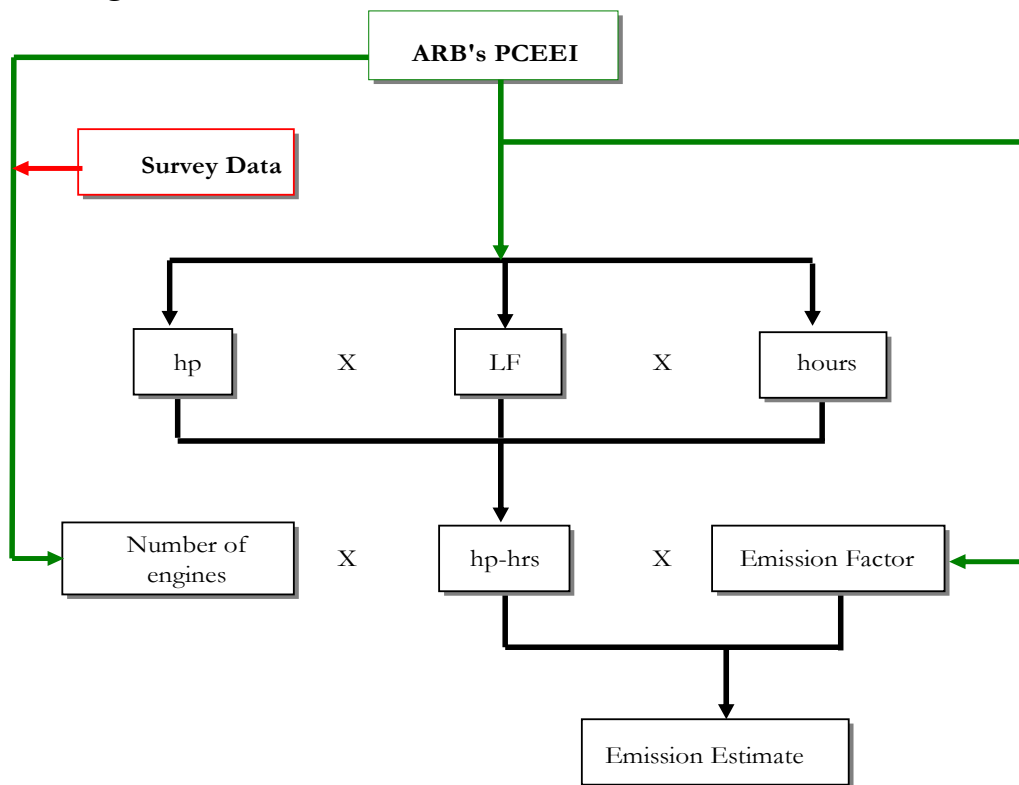 ARB's PCEEI
Survey Data
hp X LF X hours
Number of
engines X hp-hrs X Emission Factor
Emission Estimate